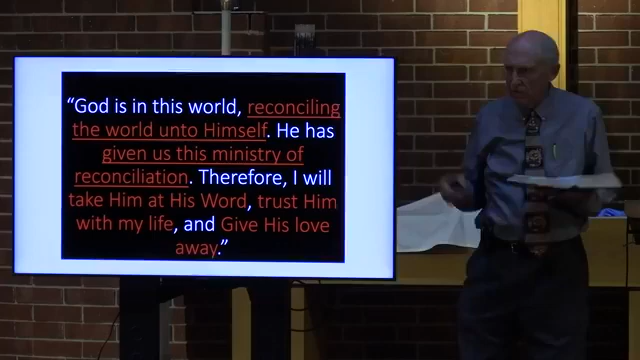 “God is in this world, reconciling
the world unto Himself. He has
given us this ministry of
reconciliation. Therefore, I will
take Him at His Word, trust Him
with my life, and Give His love
away.”